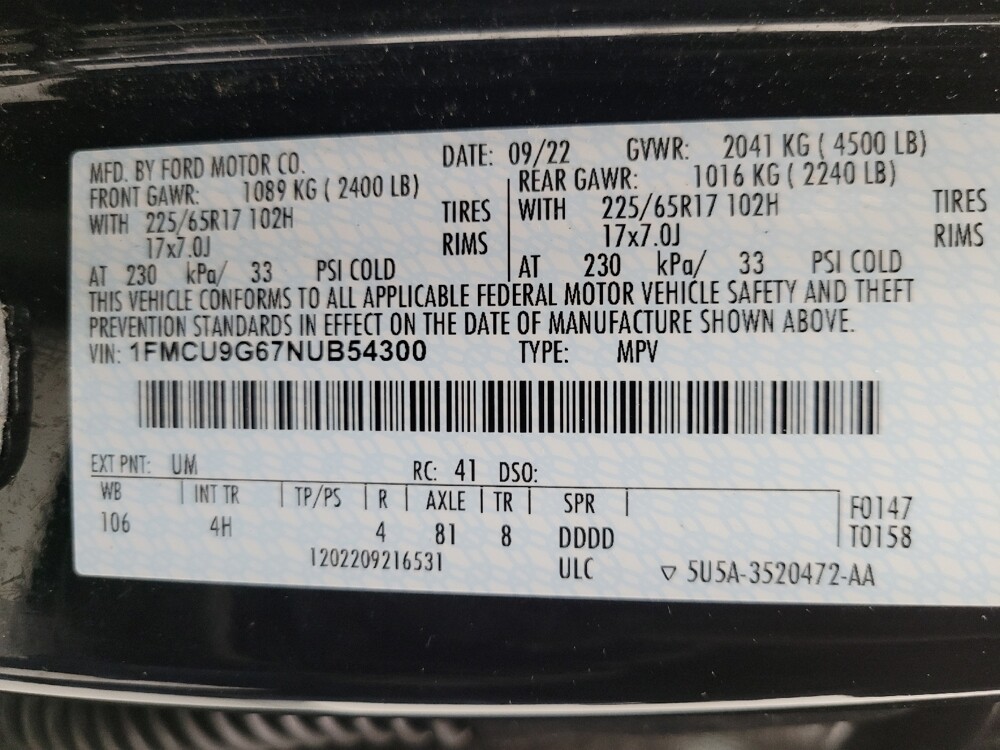 MFD. BY FORD MOTOR CO. DATE: 09/22 GVWR: 2041 KG ( 4500 LB)
FRONT GAWR: 1089 KG ( 2400 LB) REAR GAWR: 1016 KG ( 2240 LB)
WITH 225/65R17 102H TIRES WITH 225/65R17 102H TIRES
17x7.0J RIMS 17x7.0J RIMS
AT 230 kPa/ 33 PSI COLD AT 230 kPa/ 33 PSI COLD
THIS VEHICLE CONFORMS TO ALL APPLICABLE FEDERAL MOTOR VEHICLE SAFETY AND THEFT
PREVENTION STANDARDS IN EFFECT ON THE DATE OF MANUFACTURE SHOWN ABOVE.
VIN: 1FMCU9G67NUB54300 TYPE: MPV
EXT PNT: UM RC: 41 DSO:
WB INT TR TP/PS R AXLE TR SPR F0147
106 4H 4 81 8 DDDD T0158
1202209216531 ULC ▽ 5U5A-3520472-AA